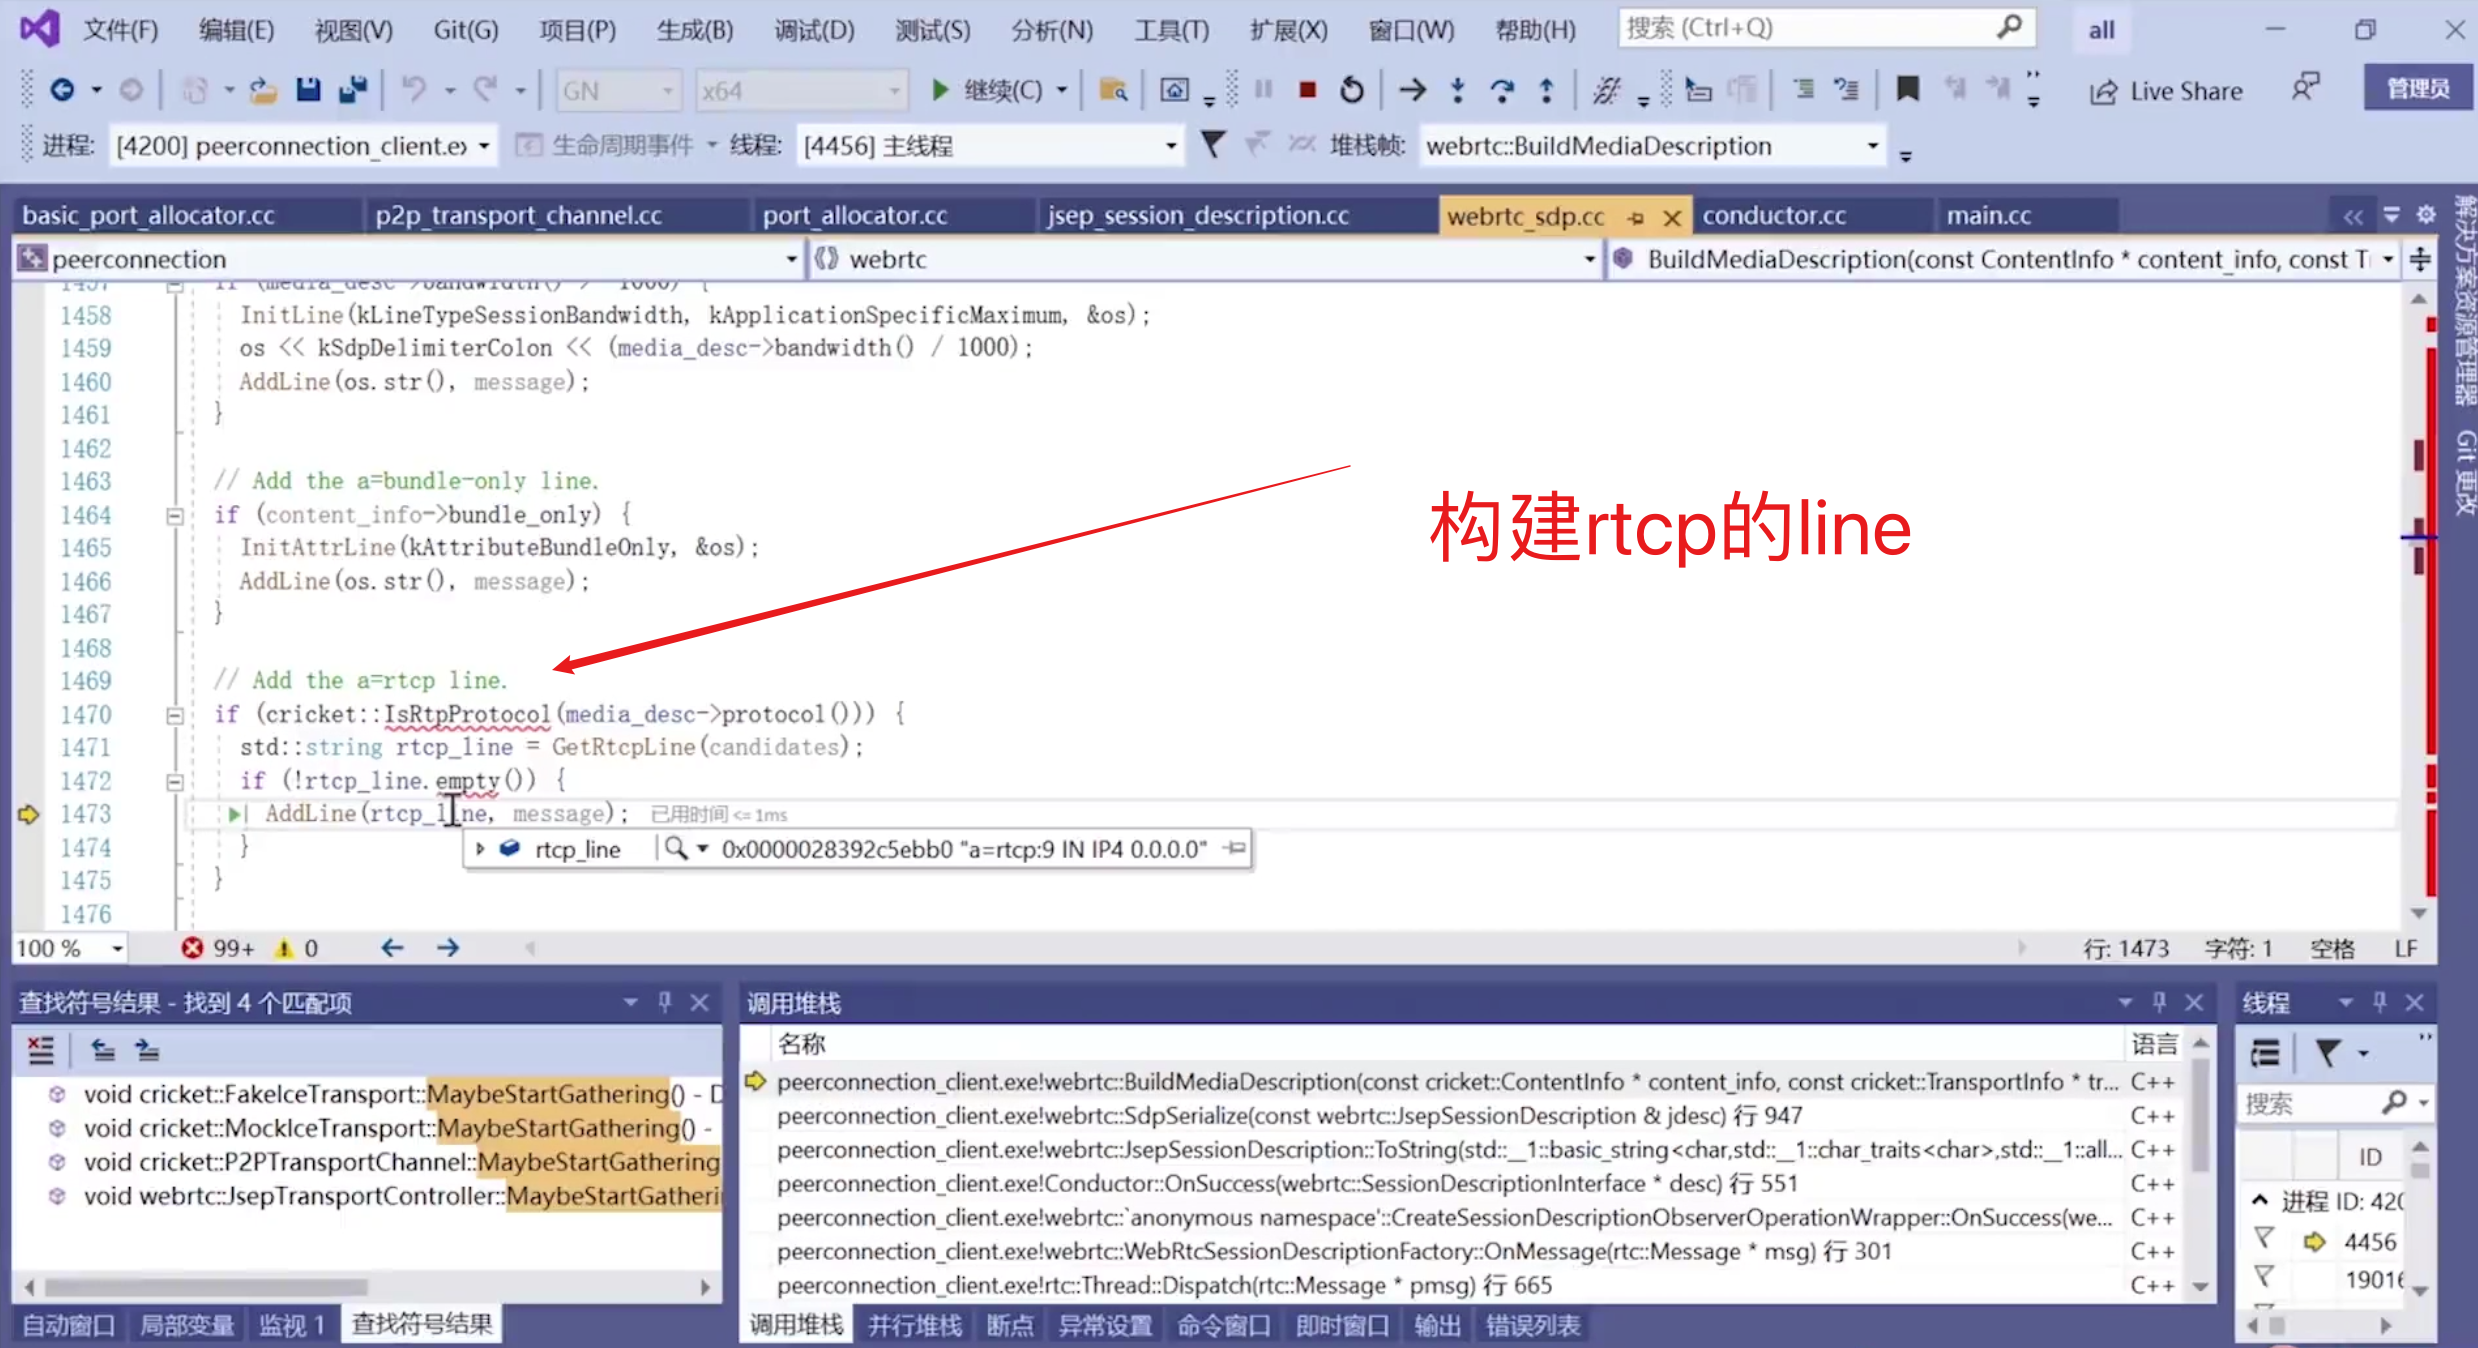 文件(F) 编辑(E) 视图(V) Git(G) 项目(P) 生成(B) 调试(D) 测试(S) 分析(N) 工具(T) 扩展(X) 窗口(W) 帮助(H) 搜索 (Ctrl+Q) all
GN x64 继续(C) Live Share 管理员
进程: [4200] peerconnection_client.ex 生命周期事件 线程: [4456] 主线程 堆栈帧: webrtc::BuildMediaDescription
basic_port_allocator.cc p2p_transport_channel.cc port_allocator.cc jsep_session_description.cc webrtc_sdp.cc conductor.cc main.cc
peerconnection webrtc BuildMediaDescription(const ContentInfo * content_info, const T
解决方案资源管理器
Git 更改
1457 if (media_desc->bandwidth() > 1000) {
1458 InitLine(kLineTypeSessionBandwidth, kApplicationSpecificMaximum, &os);
1459 os << kSdpDelimiterColon << (media_desc->bandwidth() / 1000);
1460 AddLine(os.str(), message);
1461 }
1462
1463 // Add the a=bundle-only line.
1464 if (content_info->bundle_only) {
1465 InitAttrLine(kAttributeBundleOnly, &os);
1466 AddLine(os.str(), message);
1467 }
1468
1469 // Add the a=rtcp line.
1470 if (cricket::IsRtpProtocol(media_desc->protocol())) {
1471 std::string rtcp_line = GetRtcpLine(candidates);
1472 if (!rtcp_line.empty()) {
1473 AddLine(rtcp_line, message); 已用时间 <= 1ms
1474 }
1475 }
1476
rtcp_line 0x0000028392c5ebb0 "a=rtcp:9 IN IP4 0.0.0.0"
构建rtcp的line
100 % 99+ 0 行: 1473 字符: 1 空格 LF
查找符号结果 - 找到 4 个匹配项
void cricket::FakeIceTransport::MaybeStartGathering() - D
void cricket::MockIceTransport::MaybeStartGathering() -
void cricket::P2PTransportChannel::MaybeStartGathering
void webrtc::JsepTransportController::MaybeStartGatheri
自动窗口 局部变量 监视 1 查找符号结果
调用堆栈
名称 语言
peerconnection_client.exe!webrtc::BuildMediaDescription(const cricket::ContentInfo * content_info, const cricket::TransportInfo * tr... C++
peerconnection_client.exe!webrtc::SdpSerialize(const webrtc::JsepSessionDescription & jdesc) 行 947 C++
peerconnection_client.exe!webrtc::JsepSessionDescription::ToString(std::__1::basic_string<char,std::__1::char_traits<char>,std::__1::all... C++
peerconnection_client.exe!Conductor::OnSuccess(webrtc::SessionDescriptionInterface * desc) 行 551 C++
peerconnection_client.exe!webrtc::`anonymous namespace'::CreateSessionDescriptionObserverOperationWrapper::OnSuccess(we... C++
peerconnection_client.exe!webrtc::WebRtcSessionDescriptionFactory::OnMessage(rtc::Message * msg) 行 301 C++
peerconnection_client.exe!rtc::Thread::Dispatch(rtc::Message * pmsg) 行 665 C++
调用堆栈 并行堆栈 断点 异常设置 命令窗口 即时窗口 输出 错误列表
线程
搜索
ID
进程 ID: 420
4456
19016